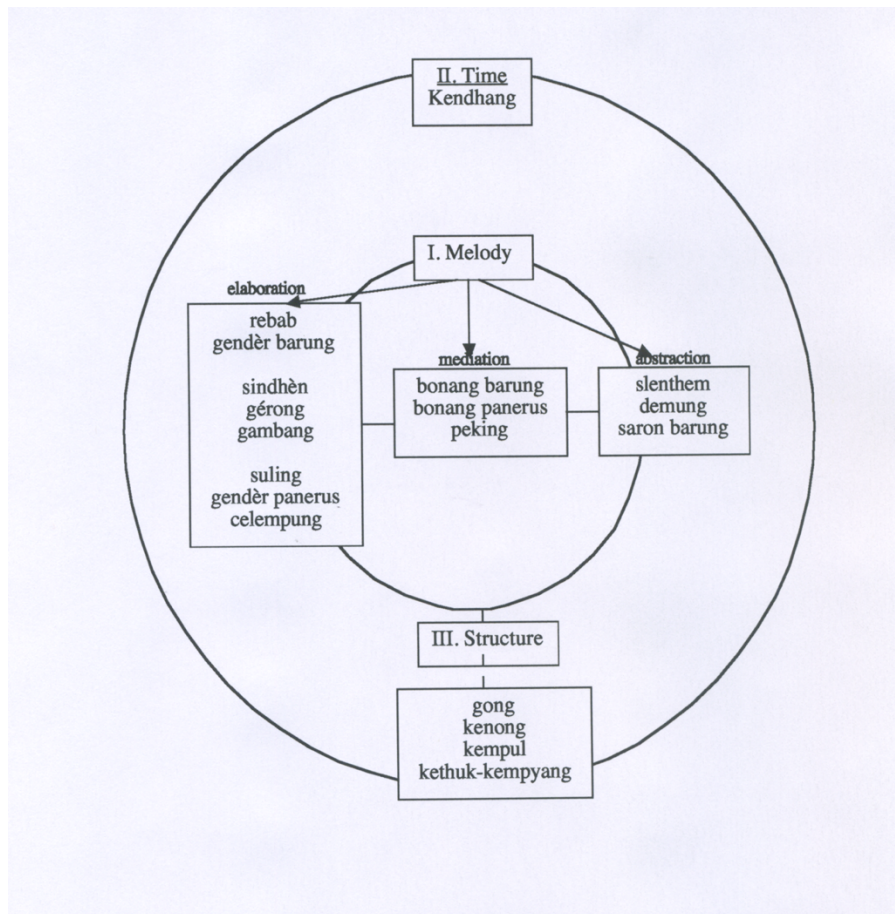 II. Time
Kendhang
I. Melody
elaboration
rebab
gendèr barung
sindhèn
gérong
gambang
suling
gendèr panerus
celempung
mediation
bonang barung
bonang panerus
peking
abstraction
slenthem
demung
saron barung
III. Structure
gong
kenong
kempul
kethuk-kempyang